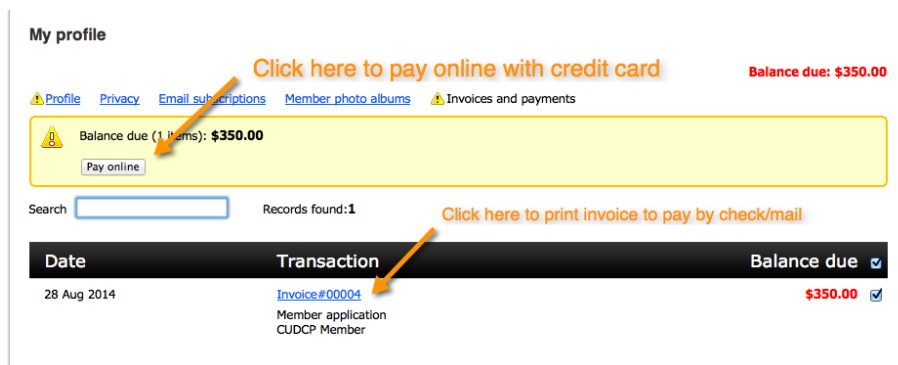 My profile
Click here to pay online with credit card
Balance due: $350.00
Profile Privacy Email subscriptions Member photo albums Invoices and payments
Balance due (1 items): $350.00
Pay online
Search Records found:1
Click here to print invoice to pay by check/mail
Date Transaction Balance due
28 Aug 2014 Invoice#00004 $350.00
Member application
CUDCP Member